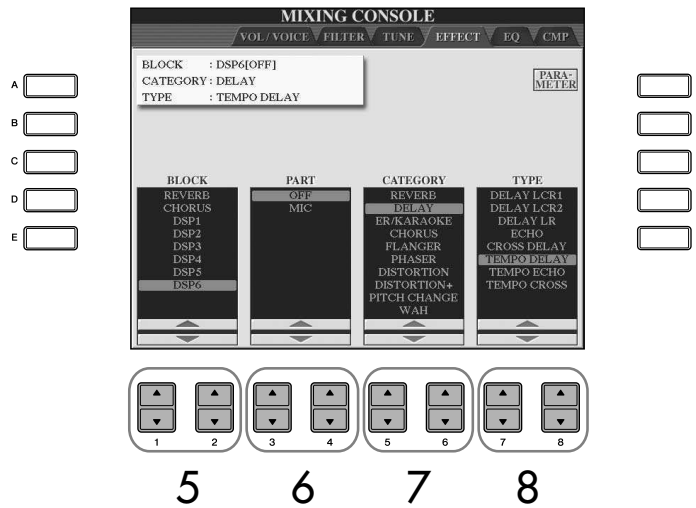 MIXING CONSOLE
VOL / VOICE FILTER TUNE EFFECT EQ CMP
BLOCK : DSP6[OFF]
CATEGORY : DELAY
TYPE : TEMPO DELAY
PARA-
METER
A
B
C
D
E
BLOCK
REVERB
CHORUS
DSP1
DSP2
DSP3
DSP4
DSP5
DSP6
PART
OFF
MIC
CATEGORY
REVERB
DELAY
ER/KARAOKE
CHORUS
FLANGER
PHASER
DISTORTION
DISTORTION+
PITCH CHANGE
WAH
TYPE
DELAY LCR1
DELAY LCR2
DELAY LR
ECHO
CROSS DELAY
TEMPO DELAY
TEMPO ECHO
TEMPO CROSS
1 2 3 4 5 6 7 8
5 6 7 8